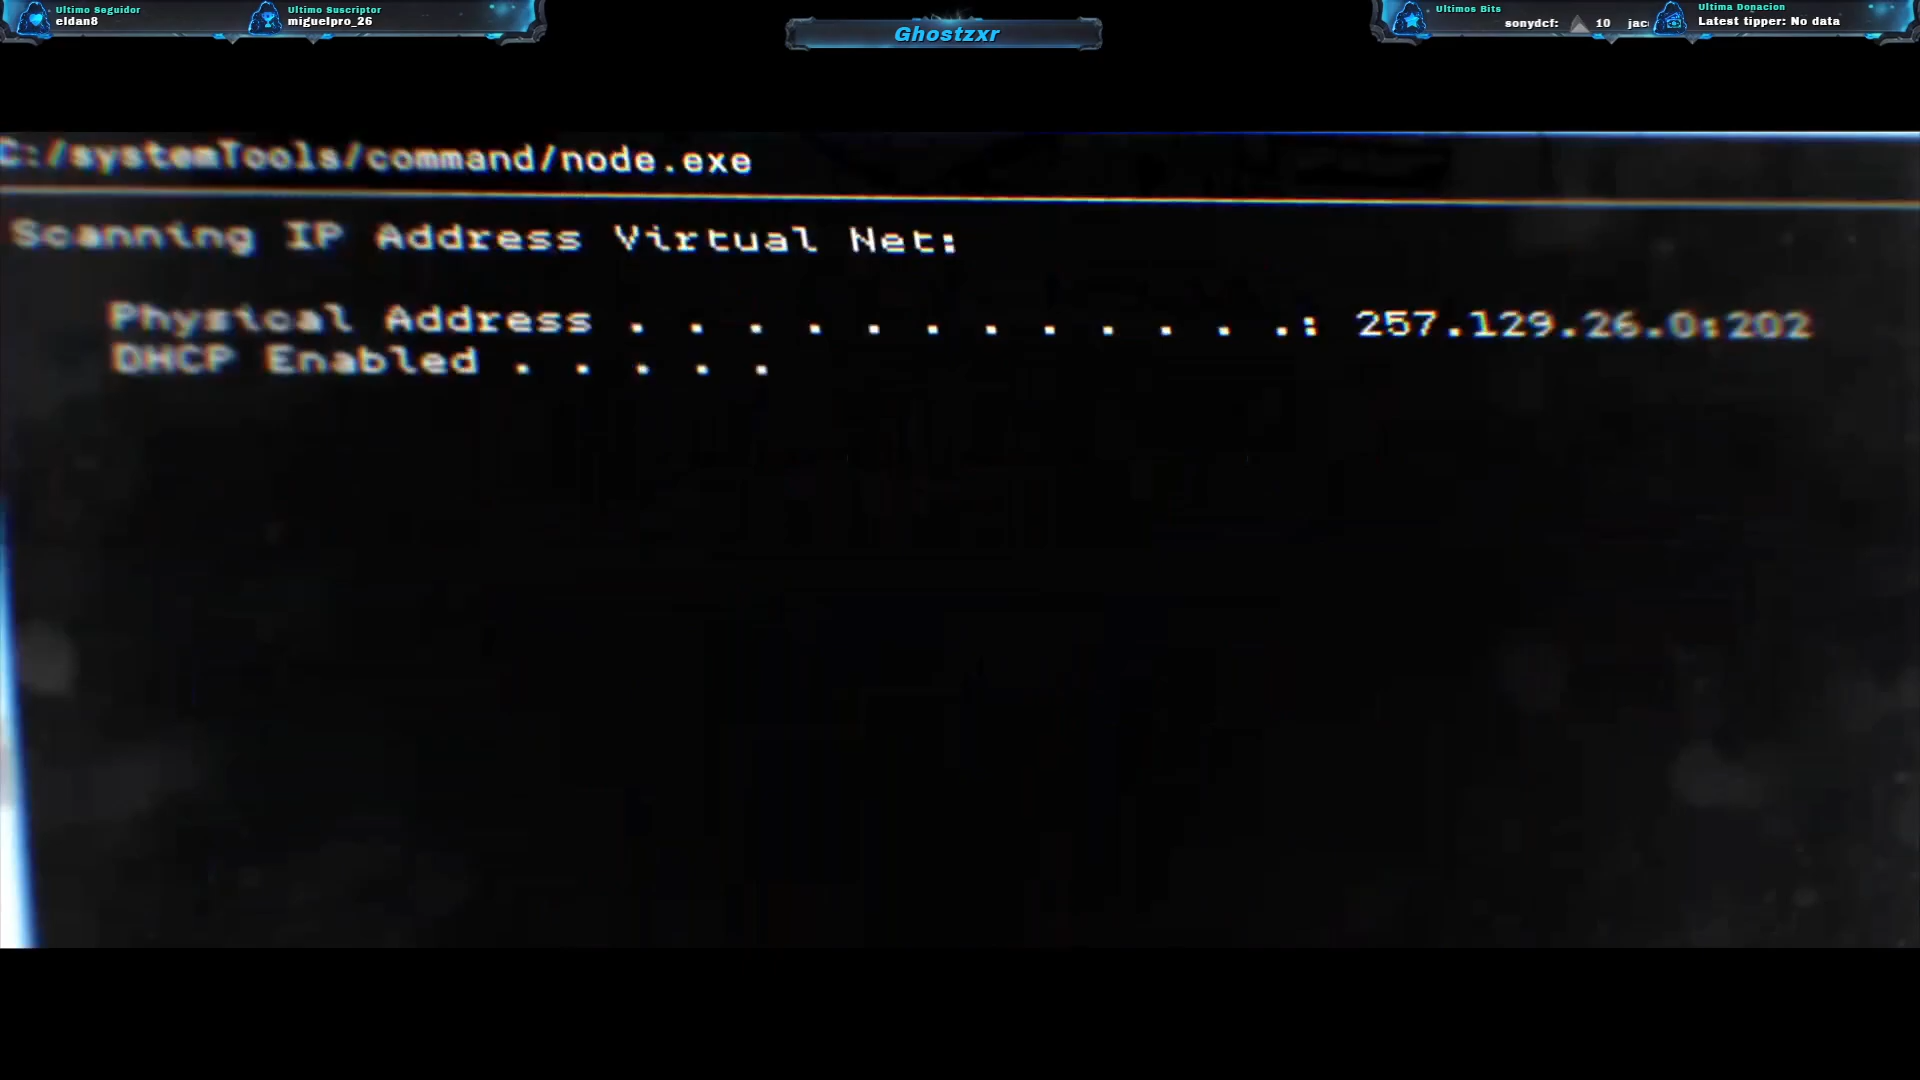 Ultimo Seguidor
eldan8
Ultimo Suscriptor
miguelpro_26
Ghostzxr
Ultimos Bits
sonydcf: 10 jac
Ultima Donacion
Latest tipper: No data
C:/systemTools/command/node.exe
Scanning IP Address Virtual Net:
Physical Address . . . . . . . . . . . .: 257.129.26.0:202
DHCP Enabled . . . . .